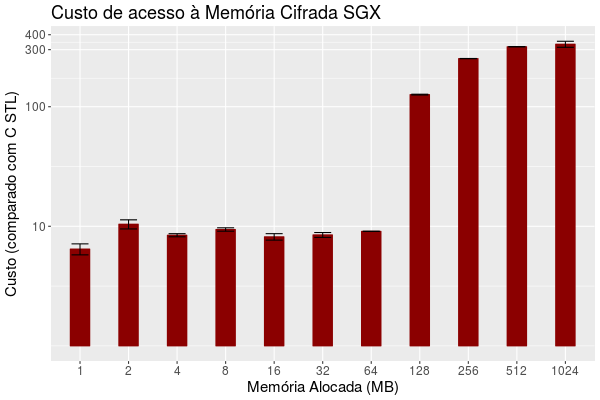 Custo de acesso à Memória Cifrada SGX
Custo (comparado com C STL)
400
300
100
10
1 2 4 8 16 32 64 128 256 512 1024
Memória Alocada (MB)